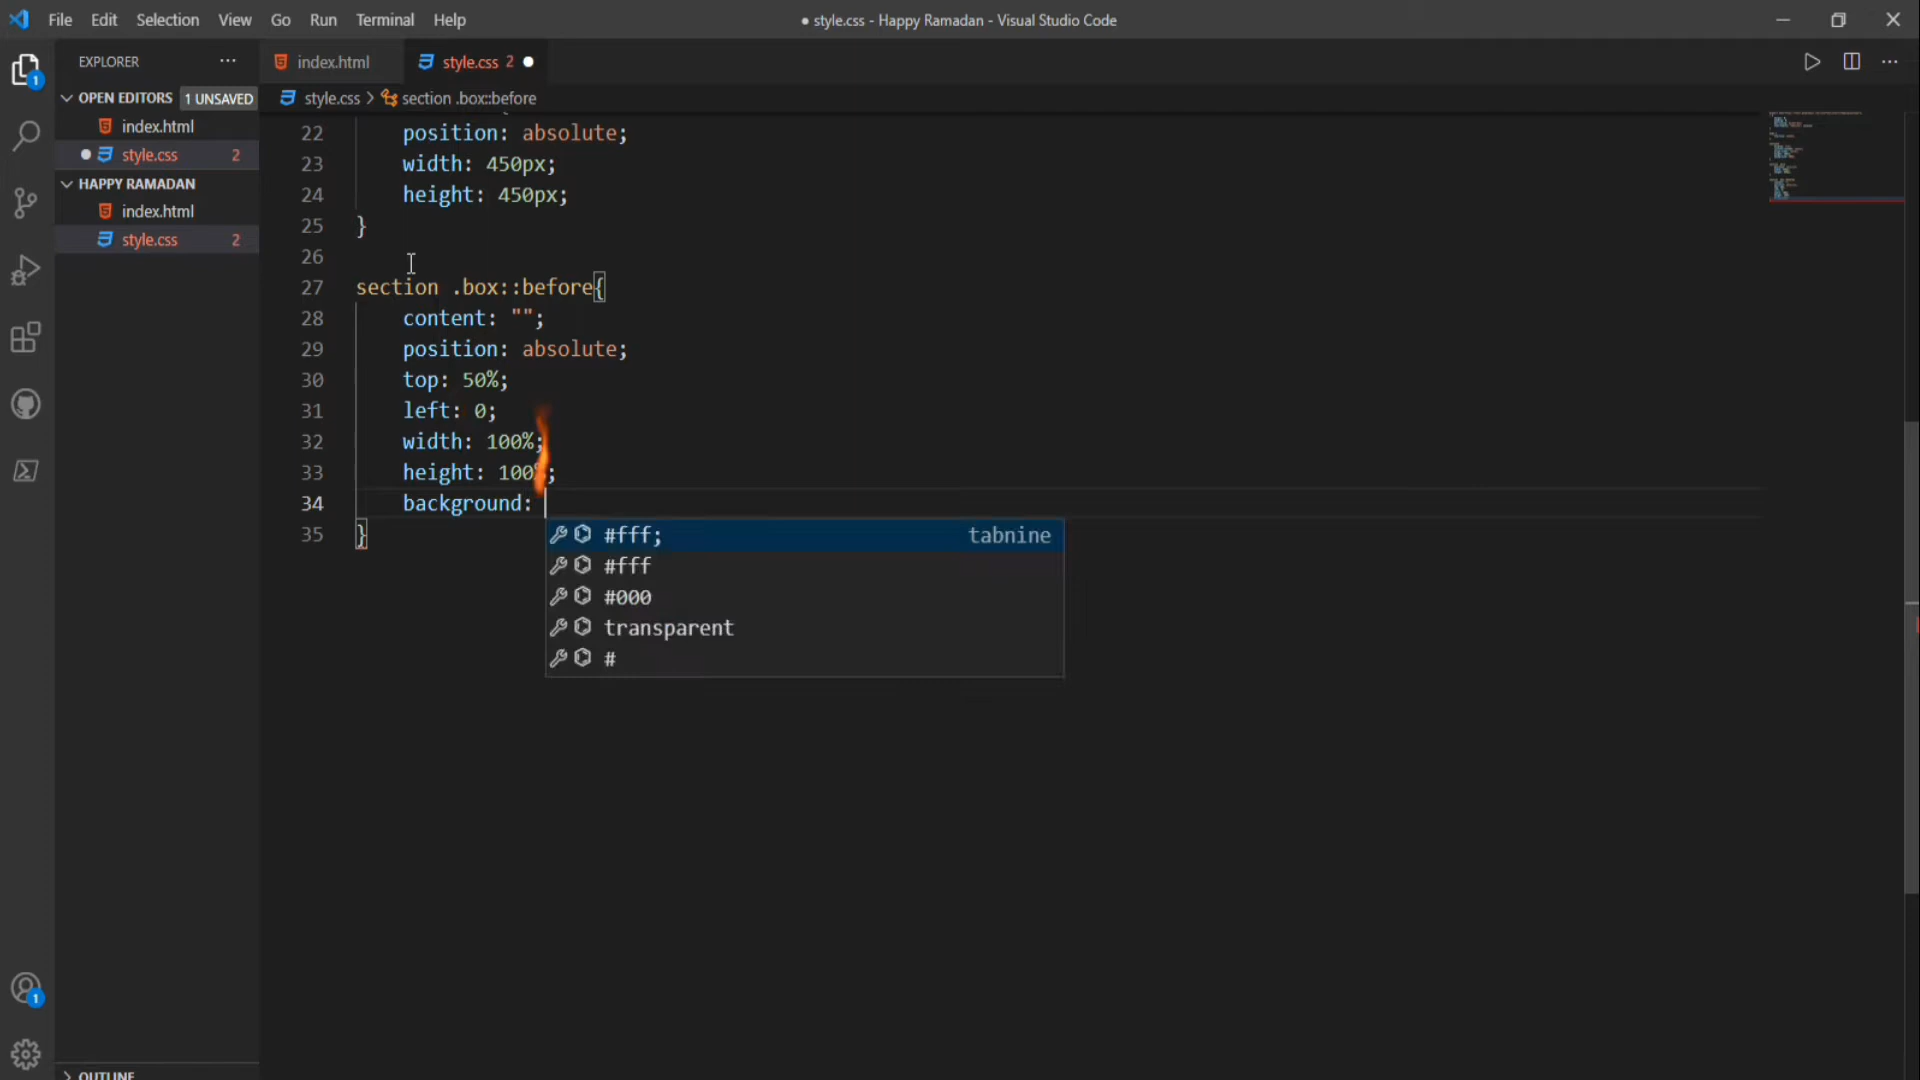 File Edit Selection View Go Run Terminal Help
● style.css - Happy Ramadan - Visual Studio Code
EXPLORER
index.html
style.css 2
OPEN EDITORS 1 UNSAVED
index.html
style.css 2
HAPPY RAMADAN
index.html
style.css 2
OUTLINE
1
1
style.css > section .box::before
22 position: absolute;
23 width: 450px;
24 height: 450px;
25 }
26
27 section .box::before{
28 content: "";
29 position: absolute;
30 top: 50%;
31 left: 0;
32 width: 100%;
33 height: 100%;
34 background:
35 }
#fff; tabnine
#fff
#000
transparent
#